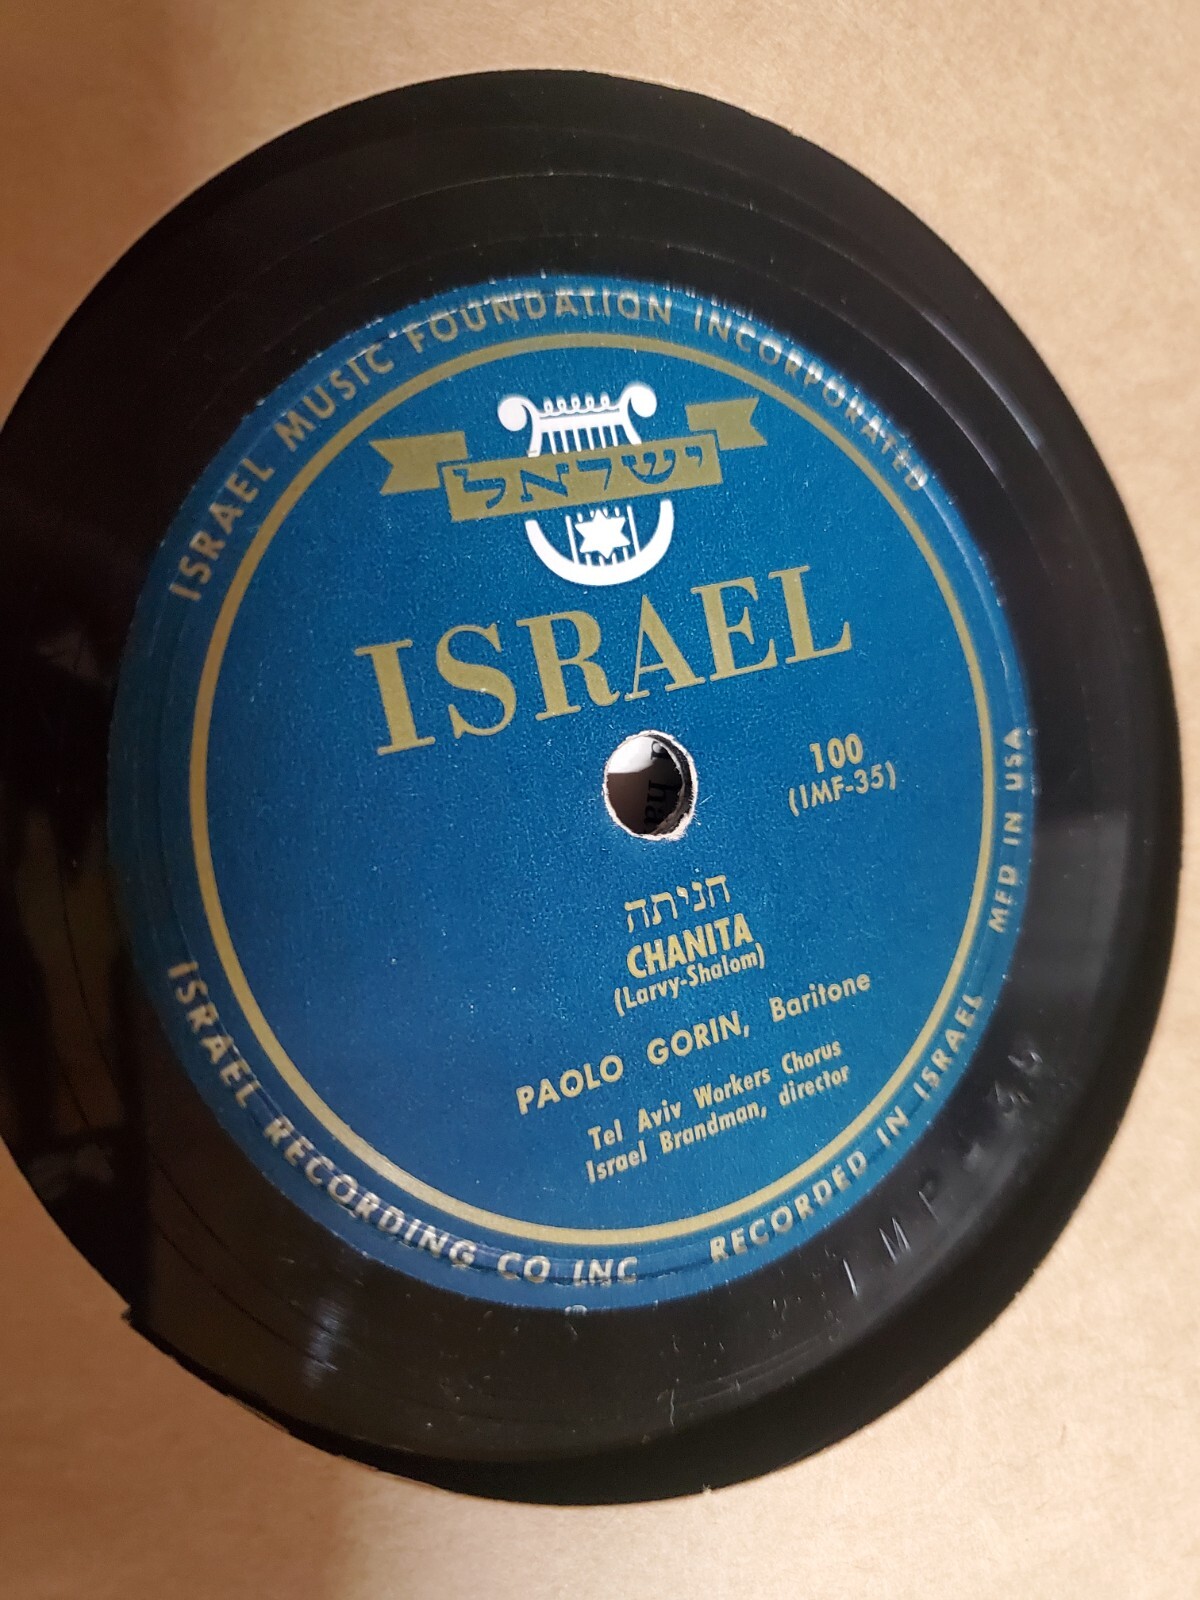 ISRAEL MUSIC FOUNDATION INCORPORATED
ישראל
ISRAEL
100
(IMF-35)
חניתה
CHANITA
(Larvy-Shalom)
PAOLO GORIN, Baritone
Tel Aviv Workers Chorus
Israel Brandman, director
ISRAEL RECORDING CO INC
RECORDED IN ISRAEL
MFD IN USA